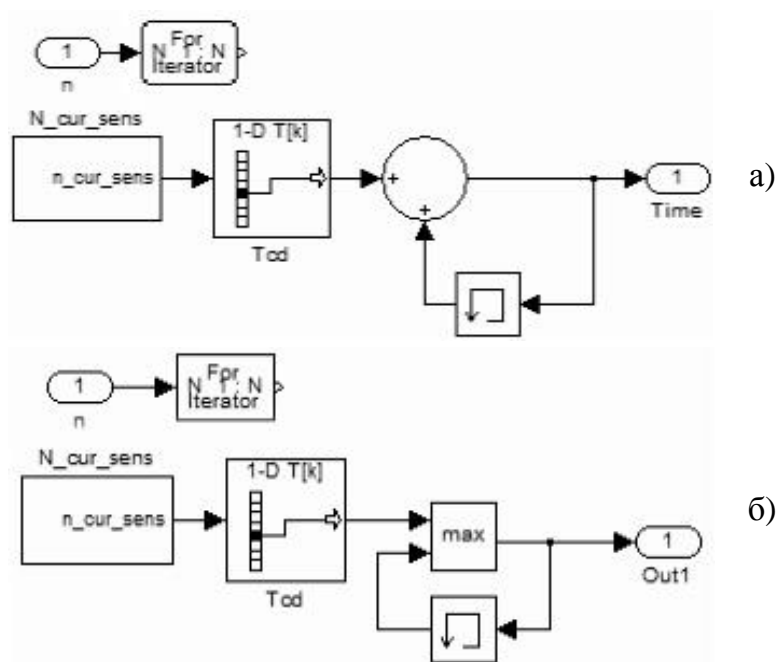 1
n
For
N 1 : N
Iterator
N_cur_sens
n_cur_sens
1-D T[k]
Tcd
+
+
1
Time
а)
1
n
For
N 1 : N
Iterator
N_cur_sens
n_cur_sens
1-D T[k]
Tcd
max
1
Out1
б)